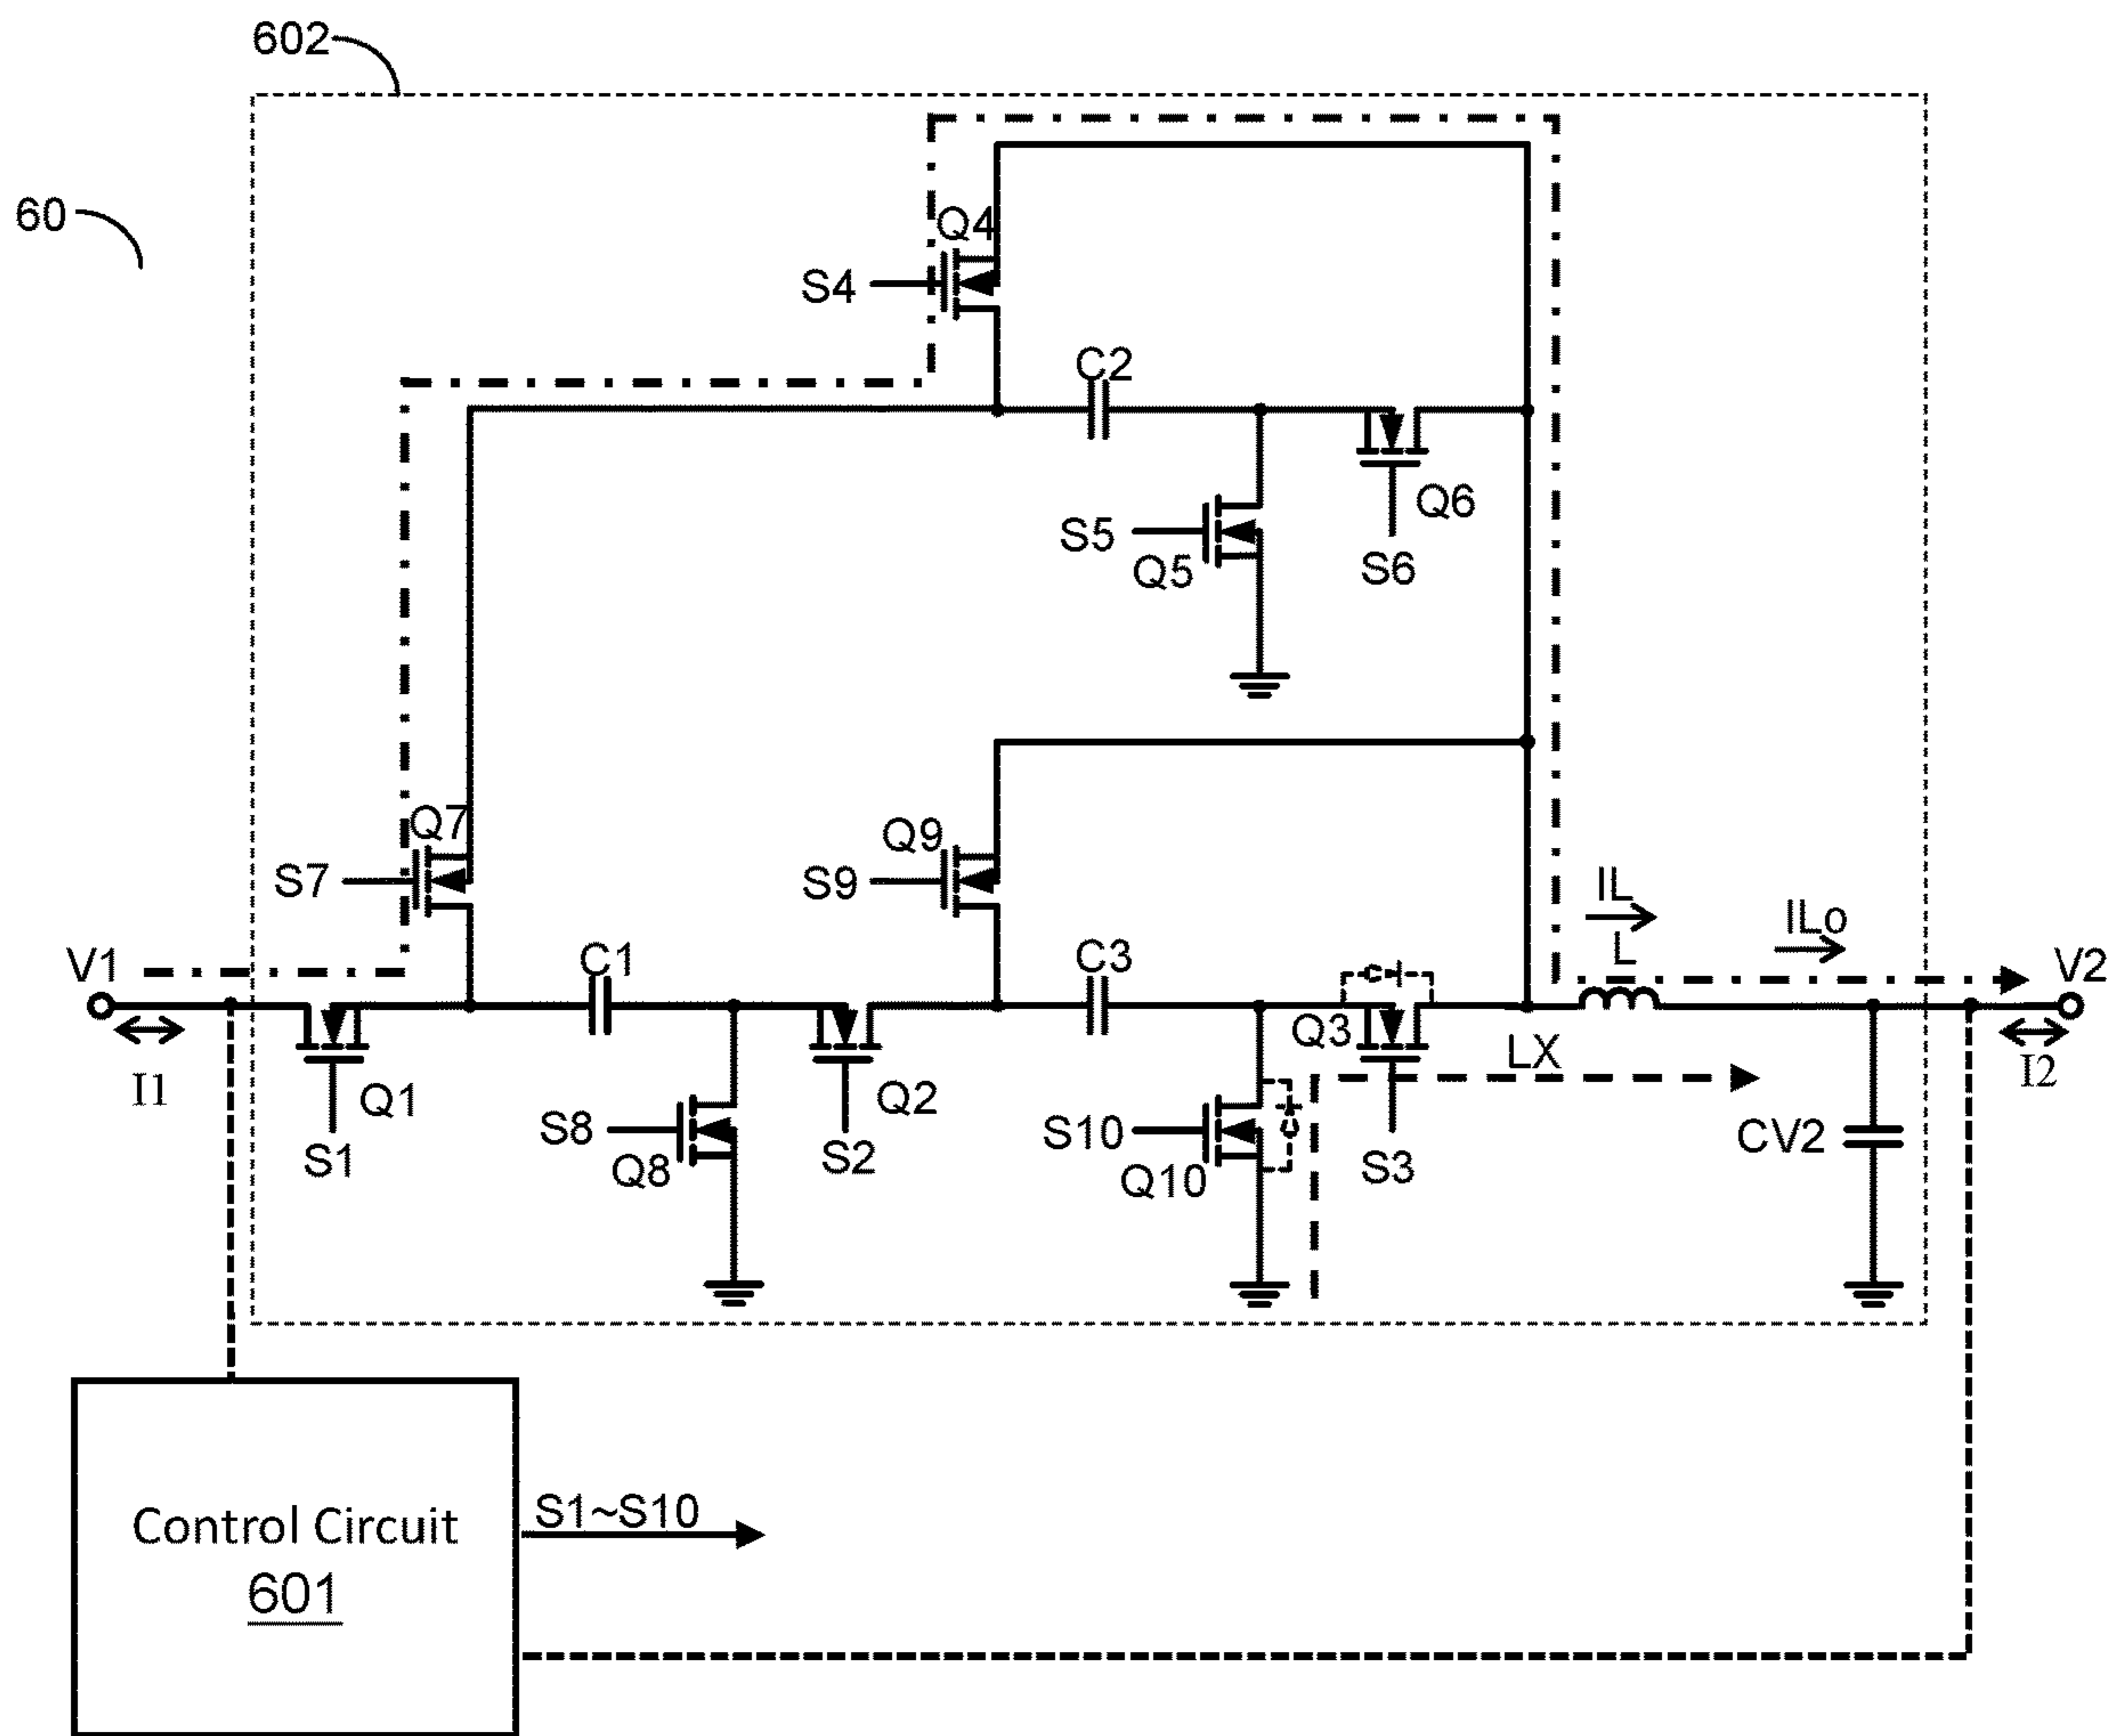 602
60
Q4
S4
C2
S5
Q5
Q6
S6
Q7
S7
Q9
S9
IL
L
ILo
V1
V2
C1
C3
I1
Q1
S1
S8
Q8
Q2
S2
S10
Q10
Q3
S3
LX
CV2
I2
Control Circuit
601
S1~S10